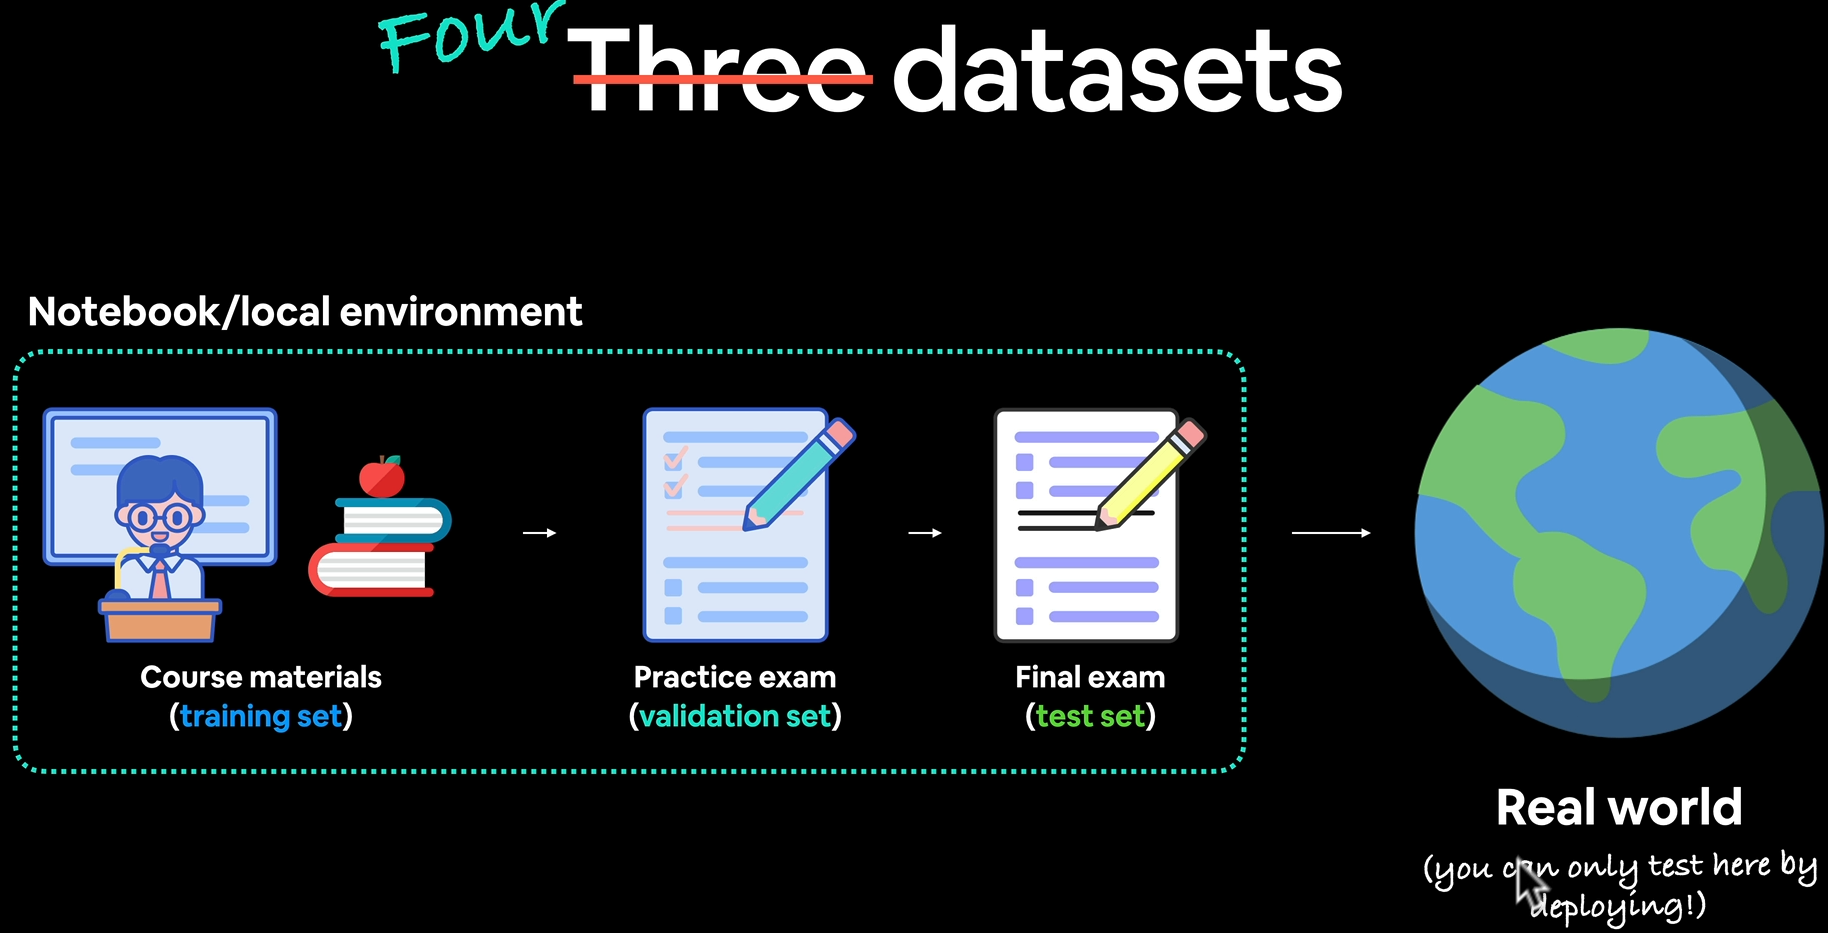 Four
Three datasets
Notebook/local environment
Course materials
(training set)
Practice exam
(validation set)
Final exam
(test set)
Real world
(you can only test here by
deploying!)